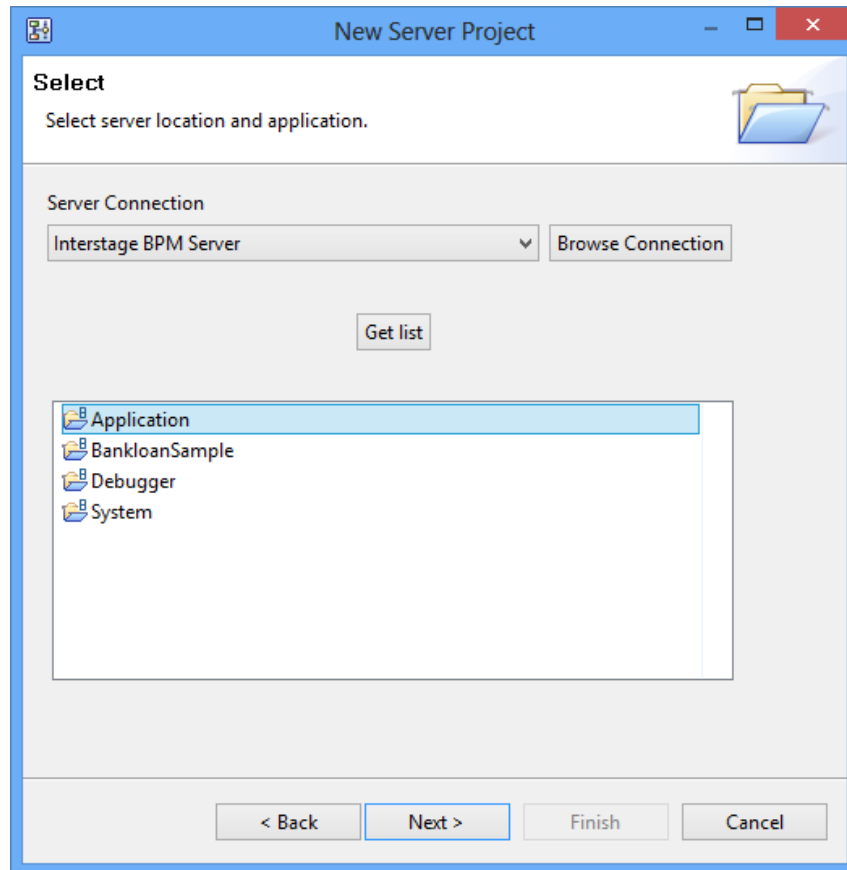 New Server Project
Select
Select server location and application.
Server Connection
Interstage BPM Server Browse Connection
Get list
Application
BankloanSample
Debugger
System
< Back Next > Finish Cancel